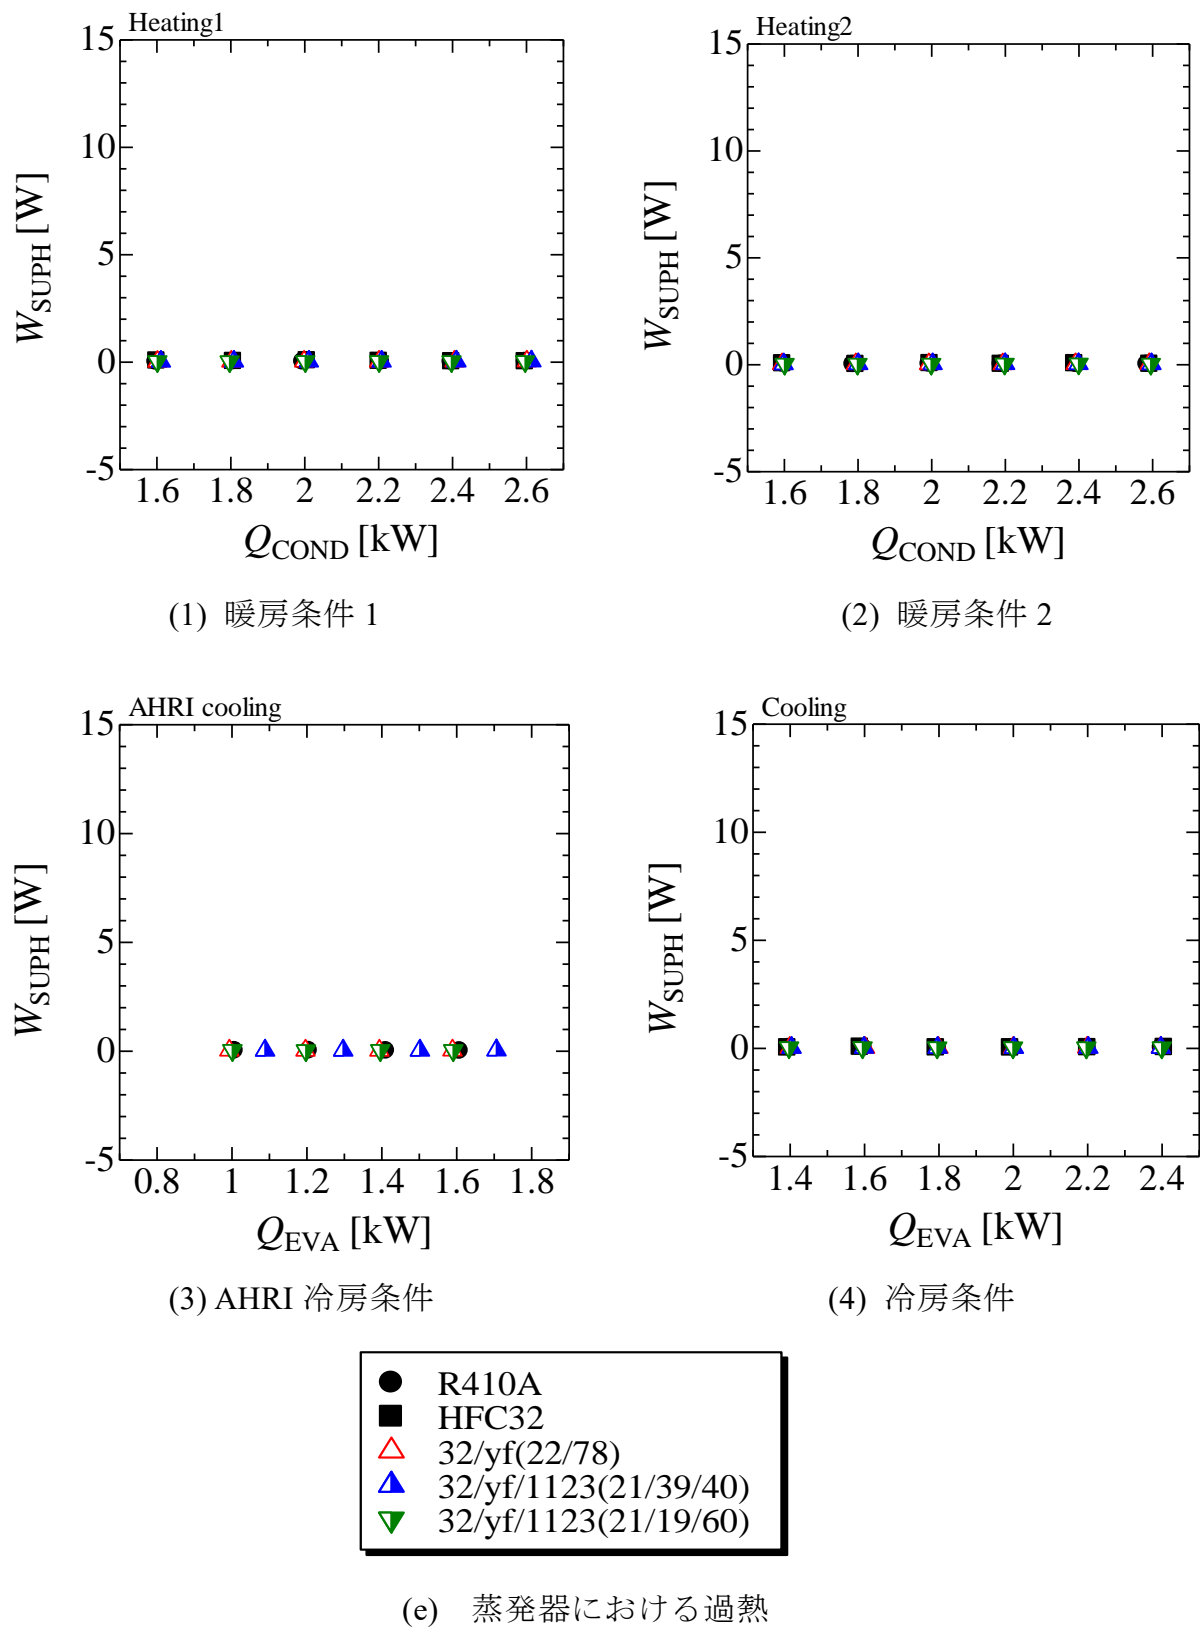 Heating1
15
10
5
0
-5
W_SUPH [W]
1.6 1.8 2 2.2 2.4 2.6
Q_COND [kW]
(1) 暖房条件 1
Heating2
15
10
5
0
-5
W_SUPH [W]
1.6 1.8 2 2.2 2.4 2.6
Q_COND [kW]
(2) 暖房条件 2
AHRI cooling
15
10
5
0
-5
W_SUPH [W]
0.8 1 1.2 1.4 1.6 1.8
Q_EVA [kW]
(3) AHRI 冷房条件
Cooling
15
10
5
0
-5
W_SUPH [W]
1.4 1.6 1.8 2 2.2 2.4
Q_EVA [kW]
(4) 冷房条件
R410A
HFC32
32/yf(22/78)
32/yf/1123(21/39/40)
32/yf/1123(21/19/60)
(e) 蒸発器における過熱